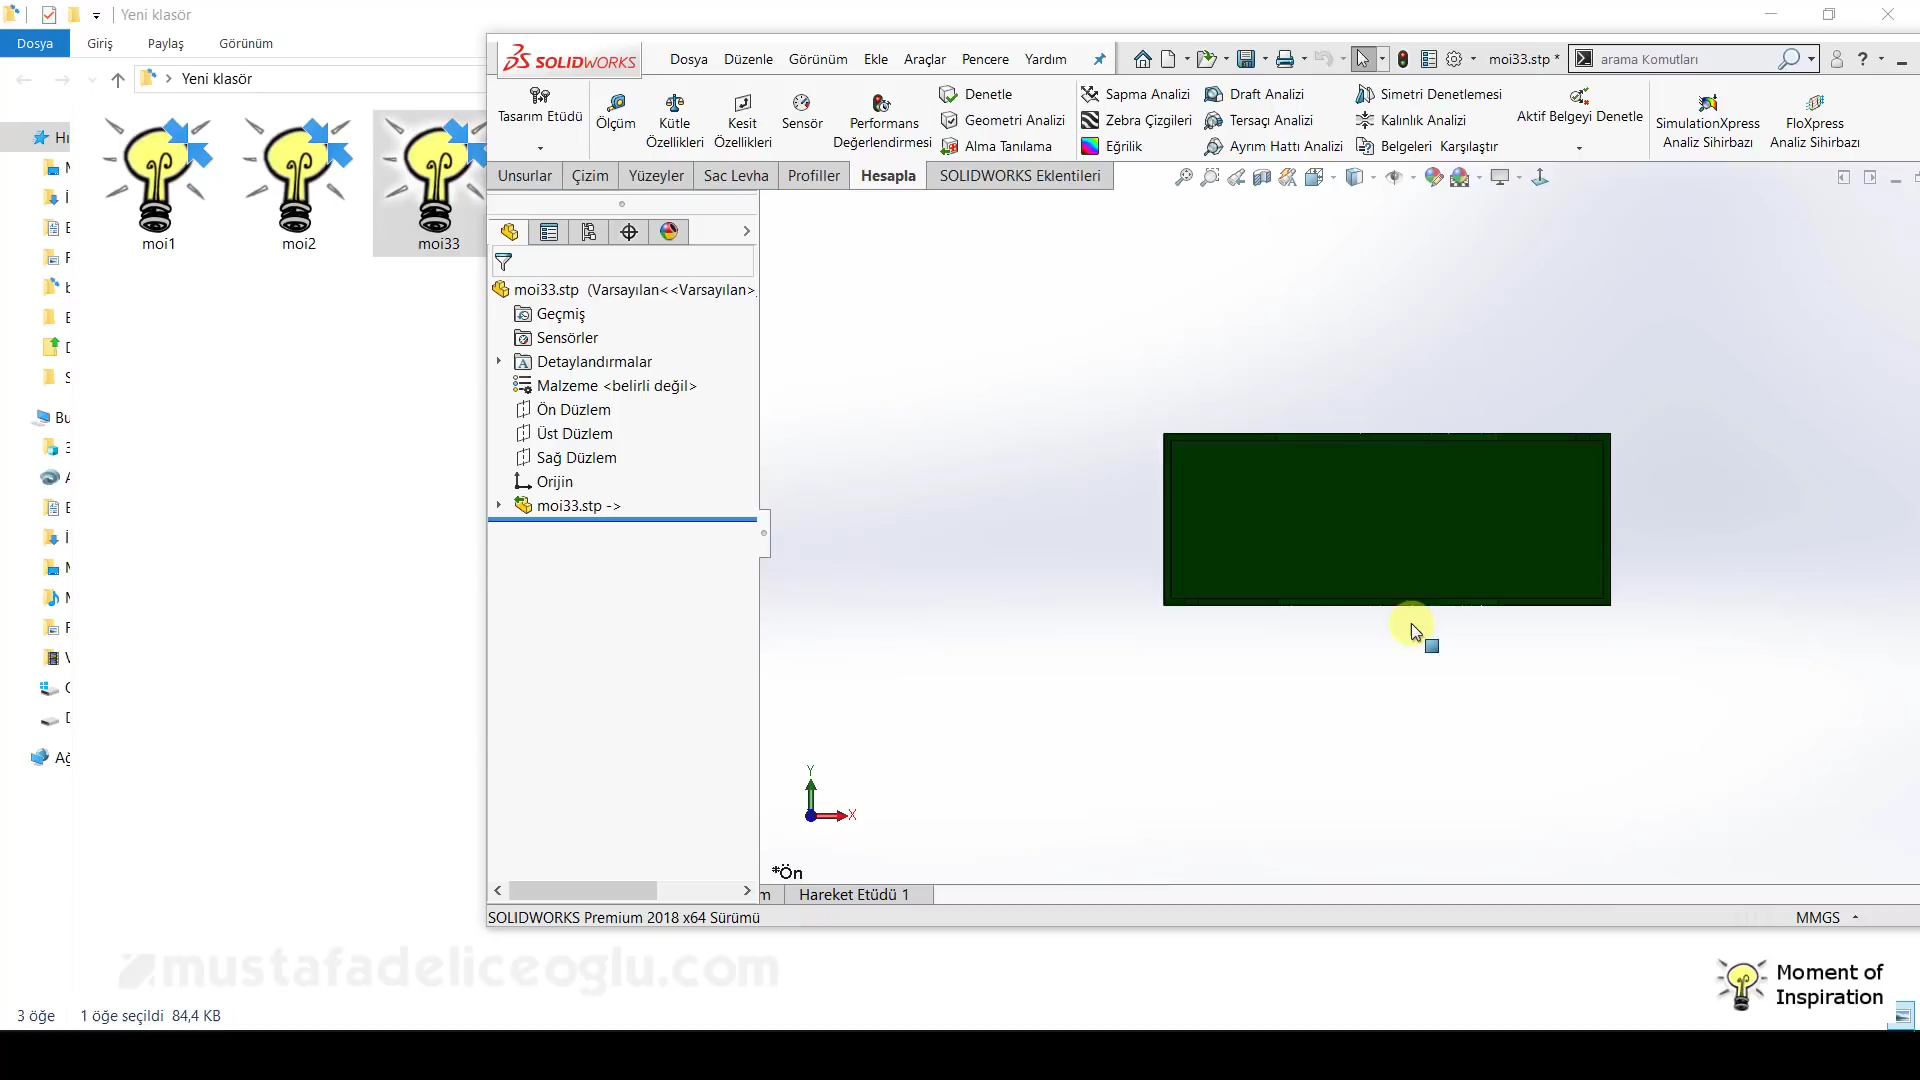 Yeni klasör
Dosya Giriş Paylaş Görünüm
Yeni klasör
moi1 moi2 moi33
3 öğe 1 öğe seçildi 84,4 KB
SOLIDWORKS Dosya Düzenle Görünüm Ekle Araçlar Pencere Yardım moi33.stp * arama Komutları
Tasarım Etüdü
Ölçüm
Kütle Özellikleri
Kesit Özellikleri
Sensör
Performans Değerlendirmesi
Denetle
Geometri Analizi
Alma Tanılama
Sapma Analizi
Zebra Çizgileri
Eğrilik
Draft Analizi
Tersaçı Analizi
Ayrım Hattı Analizi
Simetri Denetlemesi
Kalınlık Analizi
Belgeleri Karşılaştır
Aktif Belgeyi Denetle
SimulationXpress Analiz Sihirbazı
FloXpress Analiz Sihirbazı
Unsurlar Çizim Yüzeyler Sac Levha Profiller Hesapla SOLIDWORKS Eklentileri
moi33.stp (Varsayılan<<Varsayılan>
Geçmiş
Sensörler
Detaylandırmalar
Malzeme <belirli değil>
Ön Düzlem
Üst Düzlem
Sağ Düzlem
Orijin
moi33.stp ->
Y
X
*Ön
Hareket Etüdü 1
SOLIDWORKS Premium 2018 x64 Sürümü MMGS
mustafadeliceoglu.com
Moment of
Inspiration